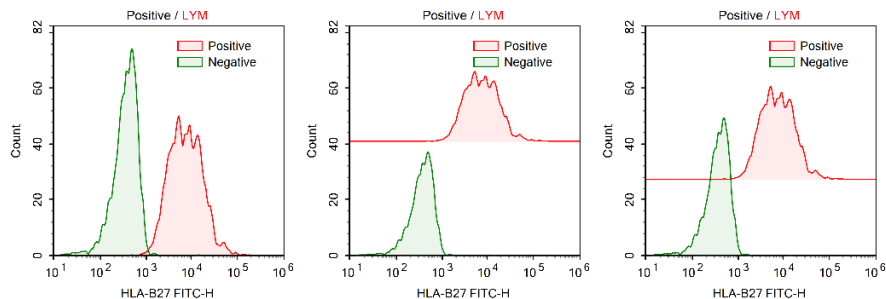 Positive / LYM
82
60
40
20
0
Count
Positive
Negative
10^1 10^2 10^3 10^4 10^5 10^6
HLA-B27 FITC-H
Positive / LYM
82
60
40
20
0
Count
Positive
Negative
10^1 10^2 10^3 10^4 10^5 10^6
HLA-B27 FITC-H
Positive / LYM
82
60
40
20
0
Count
Positive
Negative
10^1 10^2 10^3 10^4 10^5 10^6
HLA-B27 FITC-H